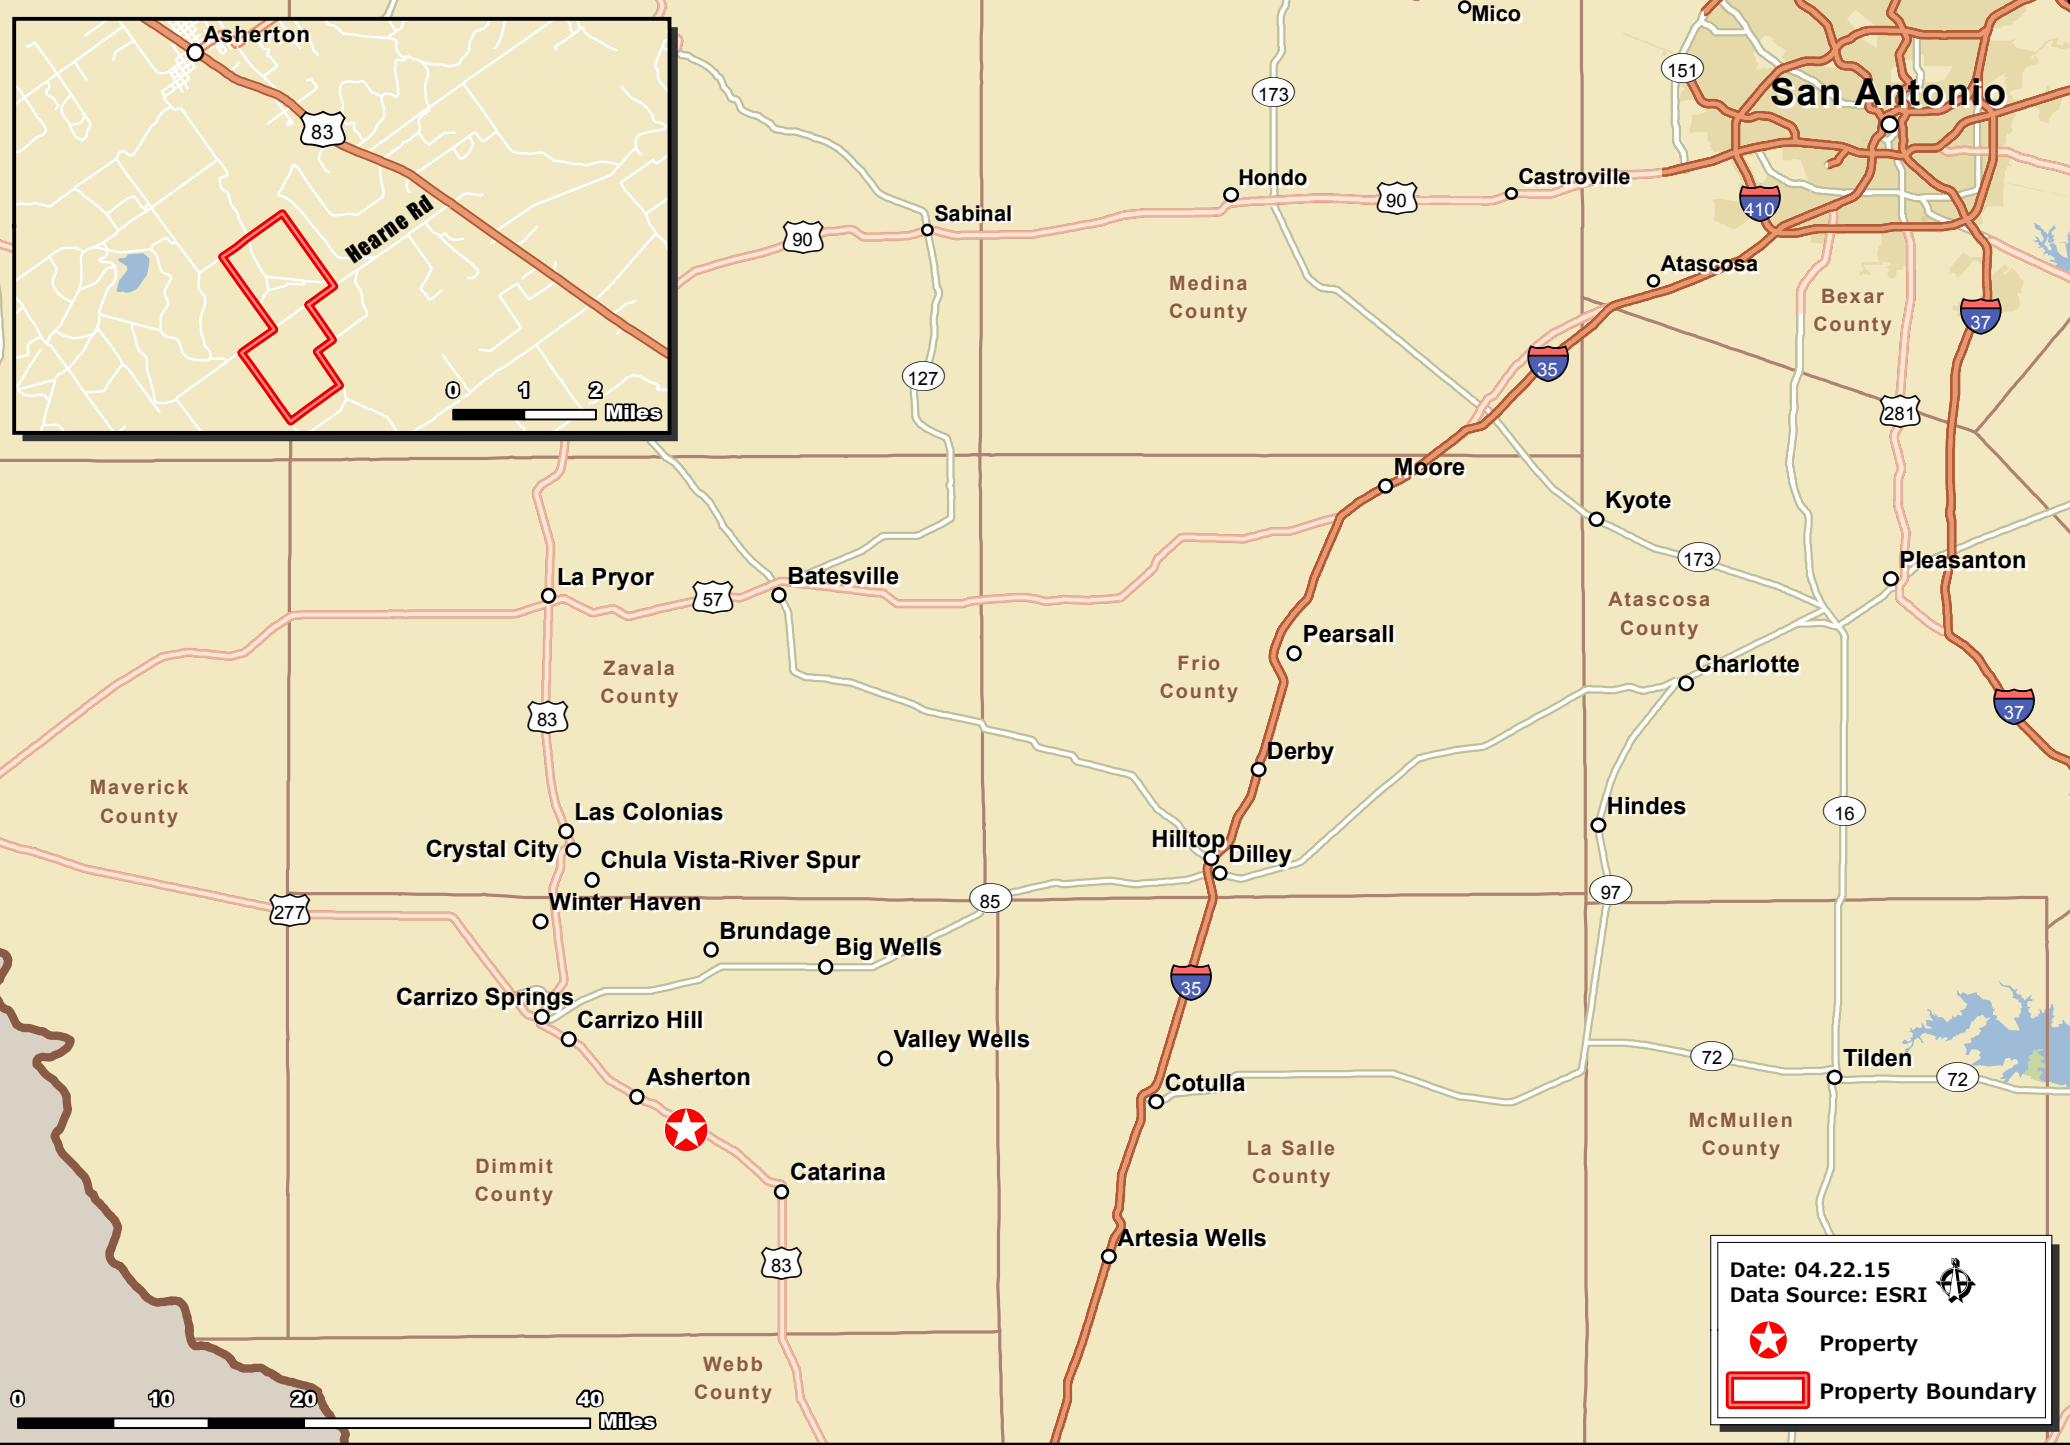 Asherton
83
Hearne Rd
0 1 2
Miles
Mico
151
San Antonio
173
Hondo
90
Castroville
410
Sabinal
90
Atascosa
Medina
County
Bexar
County
37
35
127
281
Moore
Kyote
173
Pleasanton
La Pryor
57
Batesville
Atascosa
County
Pearsall
Zavala
County
Frio
County
Charlotte
83
37
Derby
Maverick
County
Las Colonias
Hindes
16
Crystal City
Chula Vista-River Spur
Hilltop
Dilley
277
Winter Haven
85
97
Brundage
Big Wells
35
Carrizo Springs
Carrizo Hill
Valley Wells
72
Tilden
72
Asherton
Cotulla
McMullen
County
La Salle
County
Dimmit
County
Catarina
Artesia Wells
83
Date: 04.22.15
Data Source: ESRI
Property
Property Boundary
Webb
County
0 10 20 40
Miles